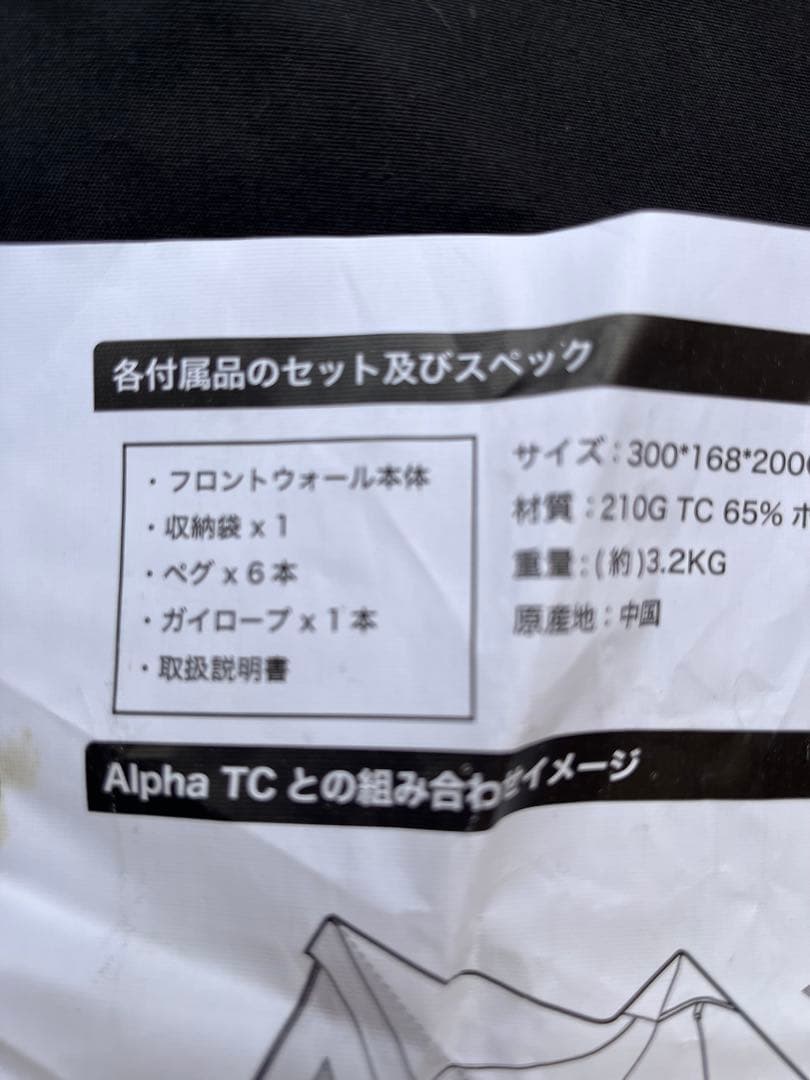 各付属品のセット及びスペック
・フロントウォール本体
・収納袋 x 1
・ペグ x 6 本
・ガイロープ x 1 本
・取扱説明書
サイズ：300*168*200
材質：210G TC 65%
重量：(約)3.2KG
原産地：中国
Alpha TC との組み合わせイメージ